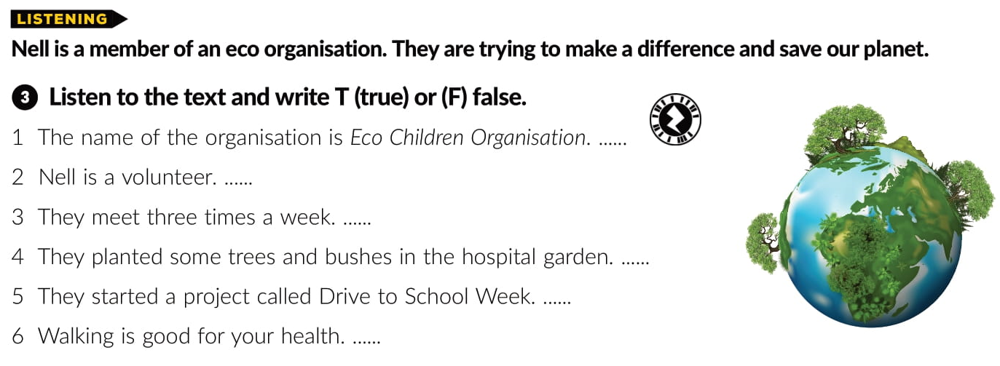 LISTENING
Nell is a member of an eco organisation. They are trying to make a difference and save our planet.
3 Listen to the text and write T (true) or (F) false.
1 The name of the organisation is Eco Children Organisation. ......
2 Nell is a volunteer. ......
3 They meet three times a week. ......
4 They planted some trees and bushes in the hospital garden. ......
5 They started a project called Drive to School Week. ......
6 Walking is good for your health. ......